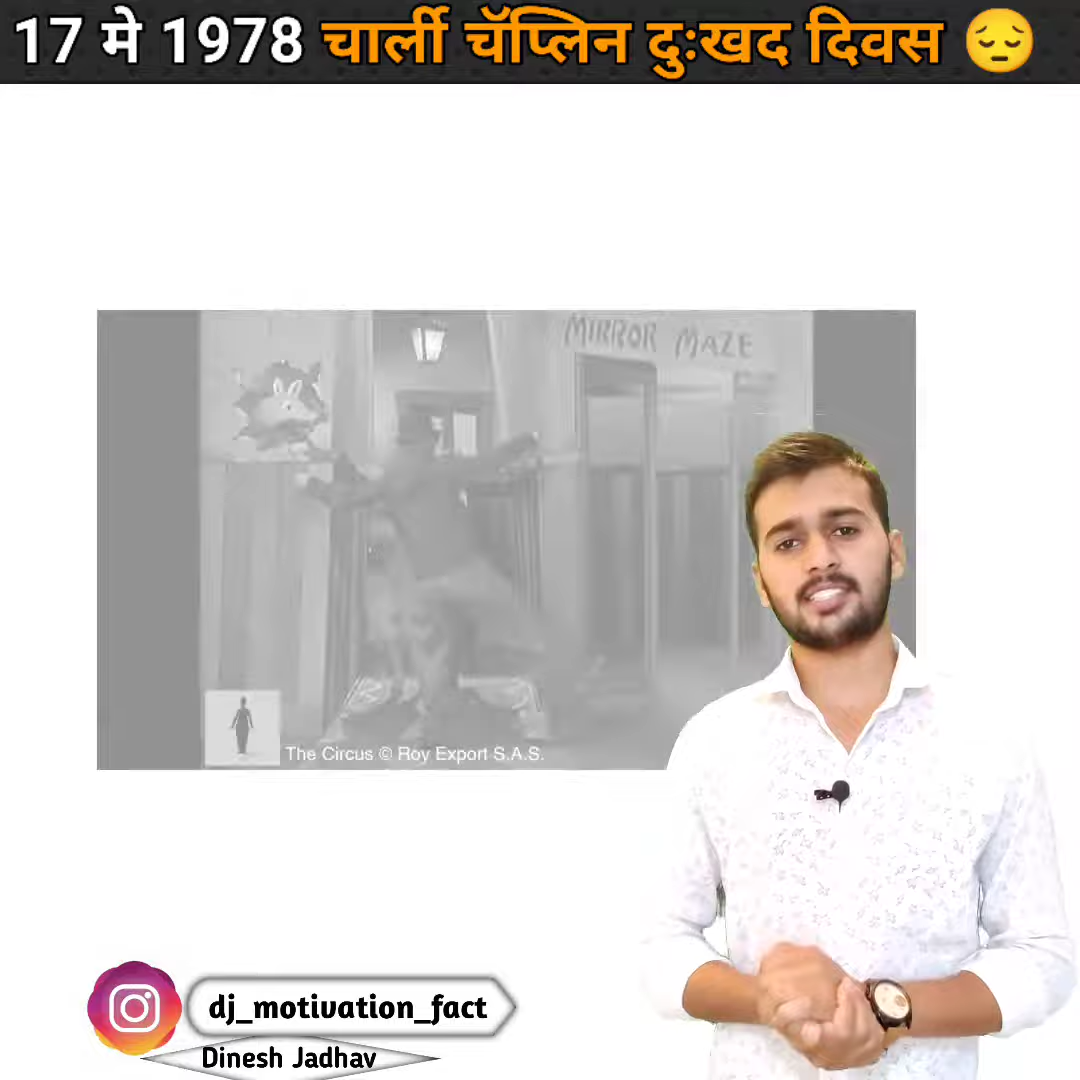 17 मे 1978 चार्ली चॅप्लिन दुःखद दिवस 😔
MIRROR MAZE
The Circus © Roy Export S.A.S.
dj_motivation_fact
Dinesh Jadhav